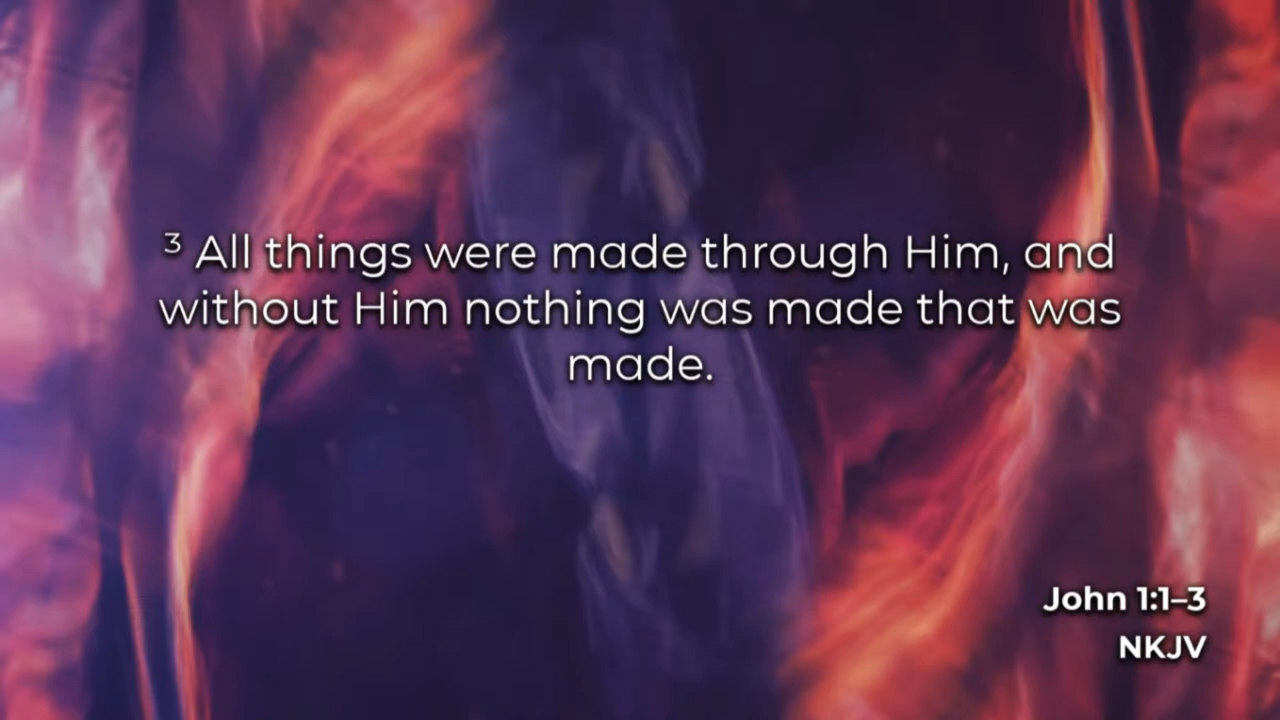 ³ All things were made through Him, and
without Him nothing was made that was
made.
John 1:1–3
NKJV